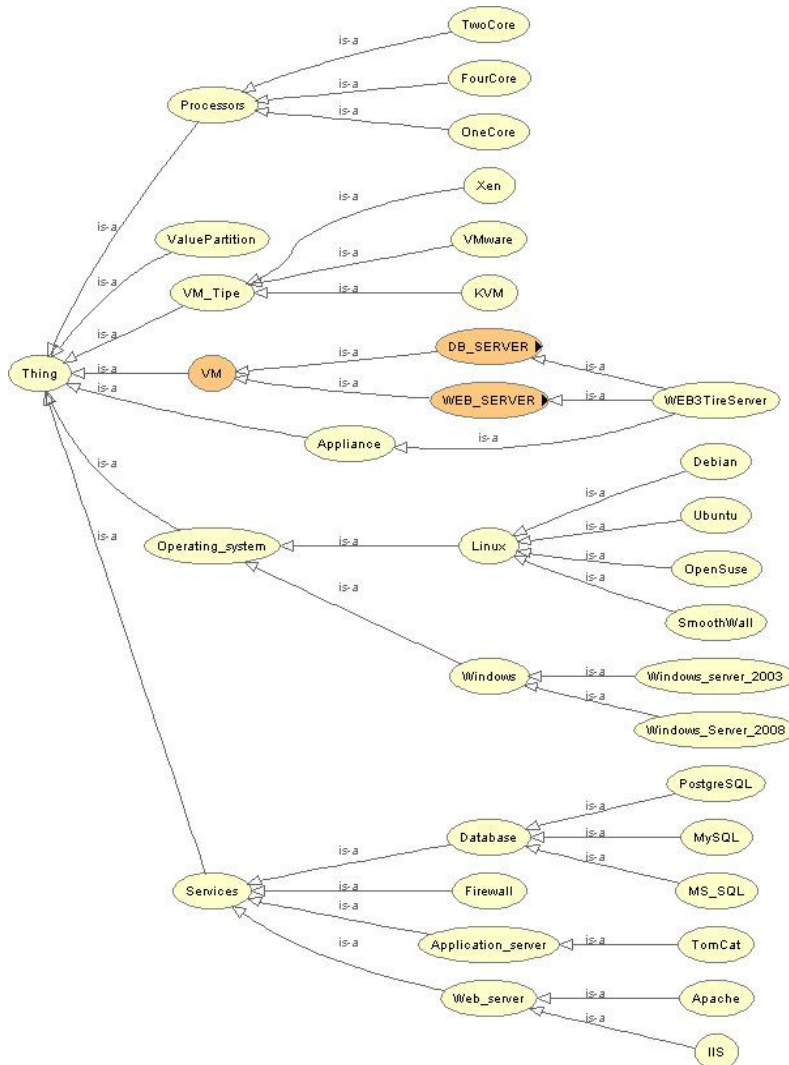 TwoCore
is-a
FourCore
is-a
Processors
is-a
OneCore
Xen
is-a
is-a
ValuePartition
is-a
VMware
is-a
VM_Tipe
is-a
KVM
is-a
is-a
DB_SERVER
is-a
Thing
is-a
VM
is-a
is-a
WEB_SERVER
is-a
WEB3TireServer
Appliance
is-a
Debian
is-a
is-a
Ubuntu
is-a
is-a
Operating_system
is-a
Linux
is-a
OpenSuse
is-a
is-a
SmoothWall
Windows
is-a
Windows_server_2003
is-a
Windows_Server_2008
PostgreSQL
is-a
Database
is-a
MySQL
is-a
is-a
MS_SQL
Services
is-a
Firewall
is-a
Application_server
is-a
TomCat
is-a
Web_server
is-a
Apache
is-a
IIS